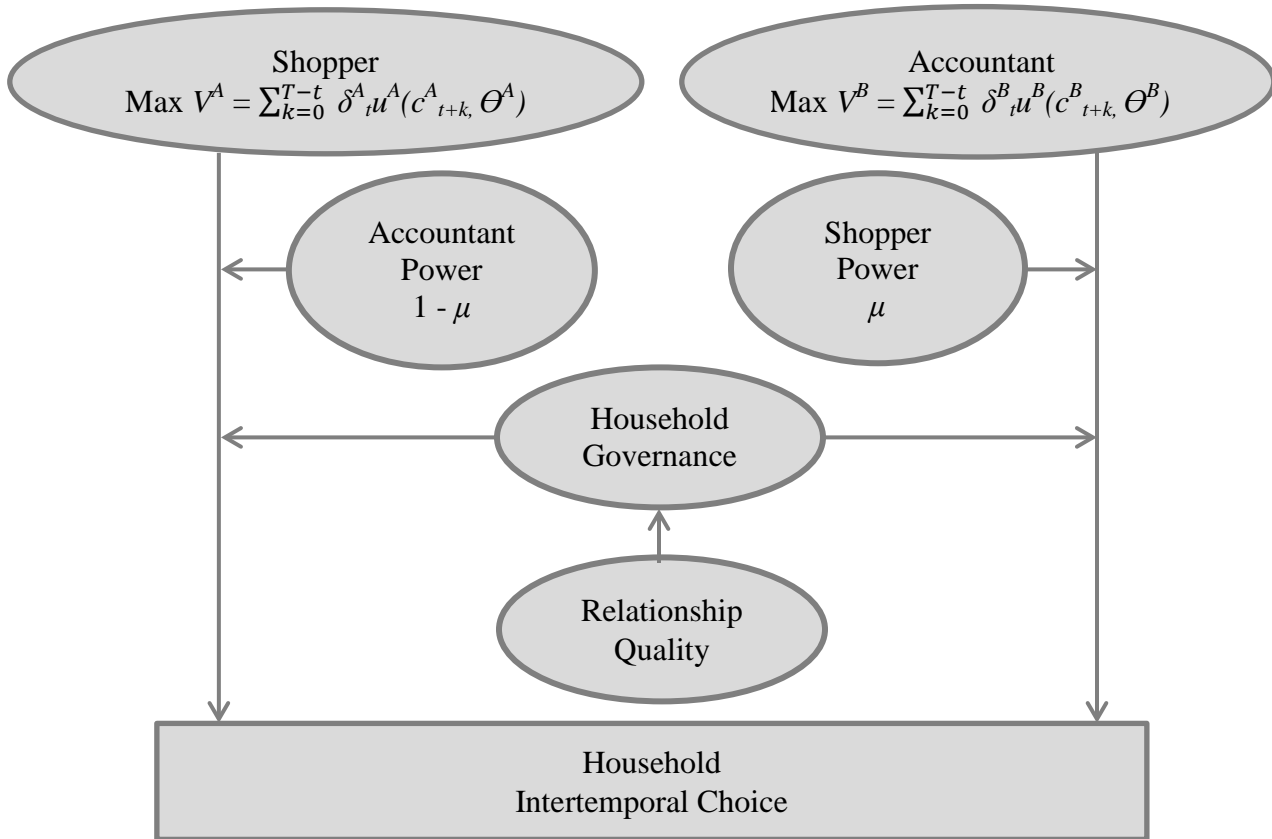 Shopper
Max V^A = ∑_{k=0}^{T−t} δ^A_t u^A(c^A_{t+k}, Θ^A)
Accountant
Max V^B = ∑_{k=0}^{T−t} δ^B_t u^B(c^B_{t+k}, Θ^B)
Accountant
Power
1 - μ
Shopper
Power
μ
Household
Governance
Relationship
Quality
Household
Intertemporal Choice